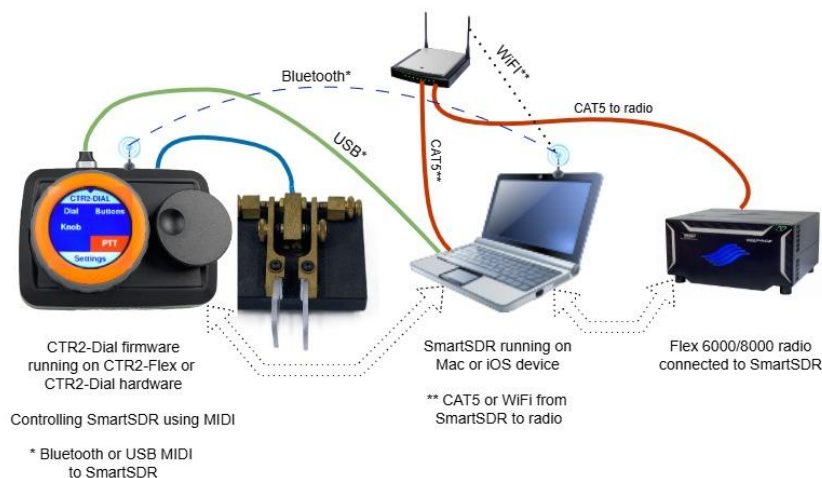 WiFi**
Bluetooth*
CAT5 to radio
USB*
CAT5**
CTR2-DIAL
Dial Buttons
Knob
PTT
Settings
CTR2-Dial firmware
running on CTR2-Flex or
CTR2-Dial hardware
Controlling SmartSDR using MIDI
* Bluetooth or USB MIDI
to SmartSDR
SmartSDR running on
Mac or iOS device
** CAT5 or WiFi from
SmartSDR to radio
Flex 6000/8000 radio
connected to SmartSDR